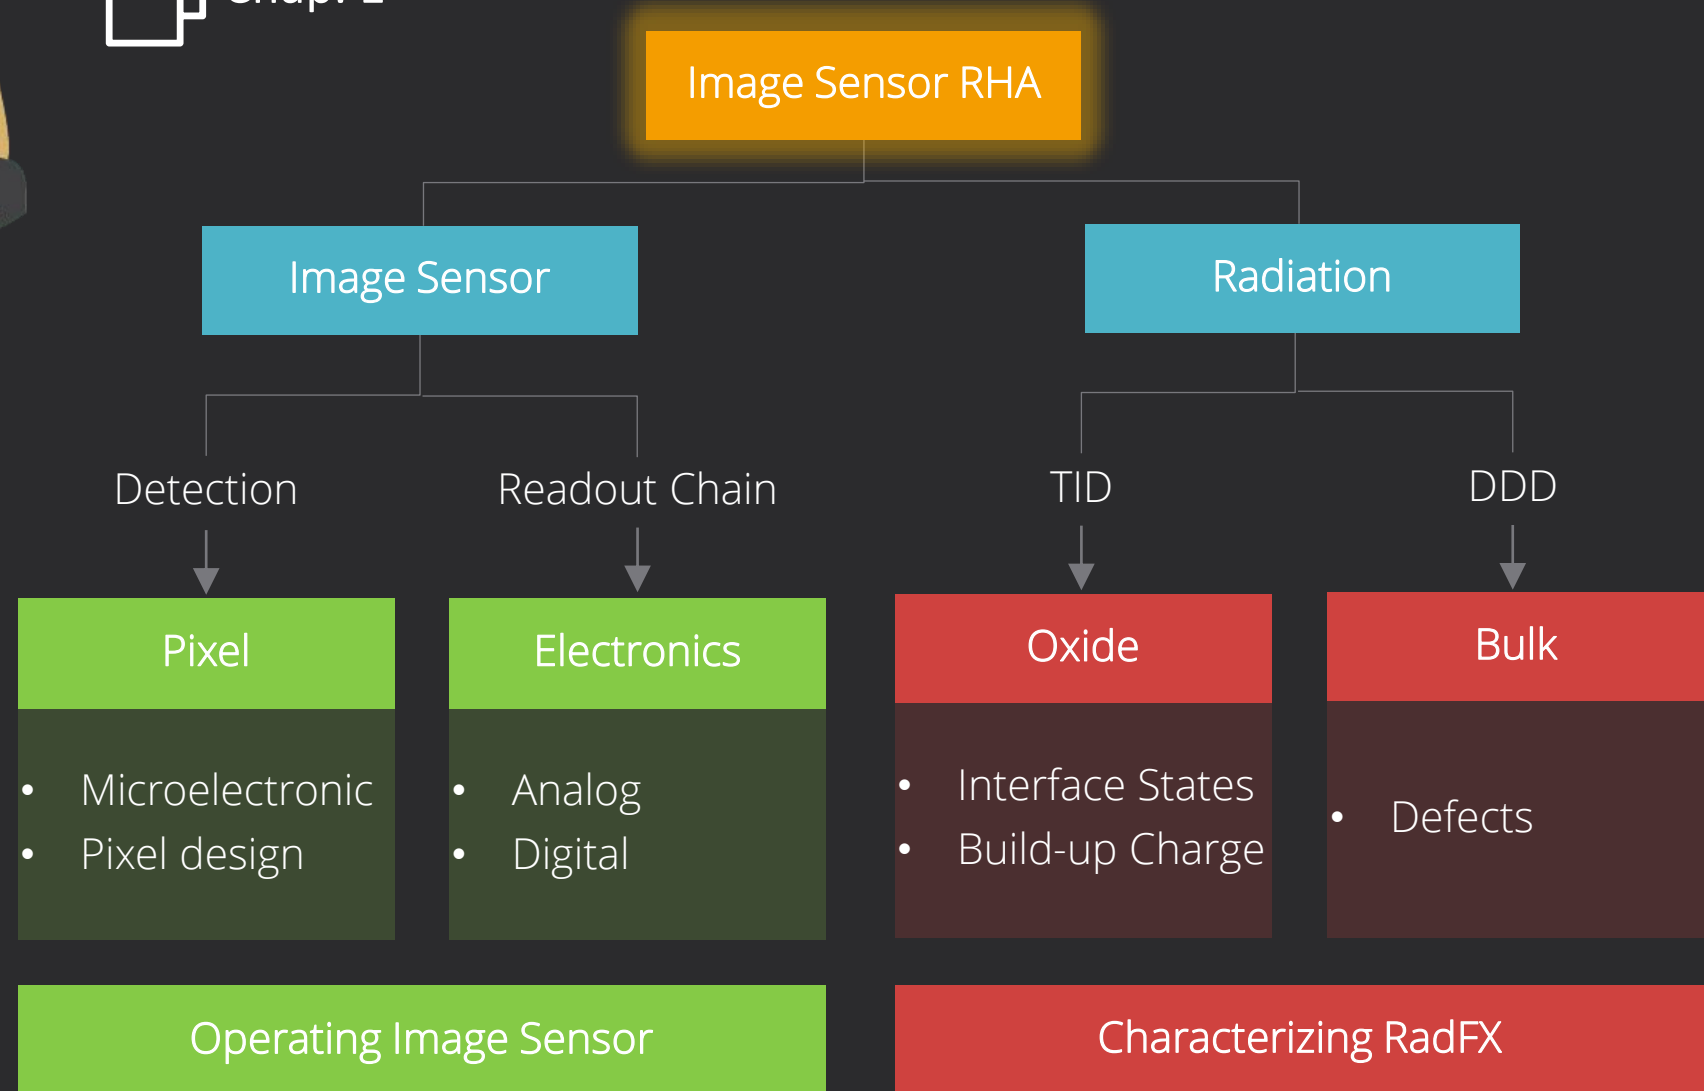 Image Sensor RHA
Image Sensor
Radiation
Detection
Readout Chain
TID
DDD
Pixel
• Microelectronic
• Pixel design
Electronics
• Analog
• Digital
Oxide
• Interface States
• Build-up Charge
Bulk
• Defects
Operating Image Sensor
Characterizing RadFX